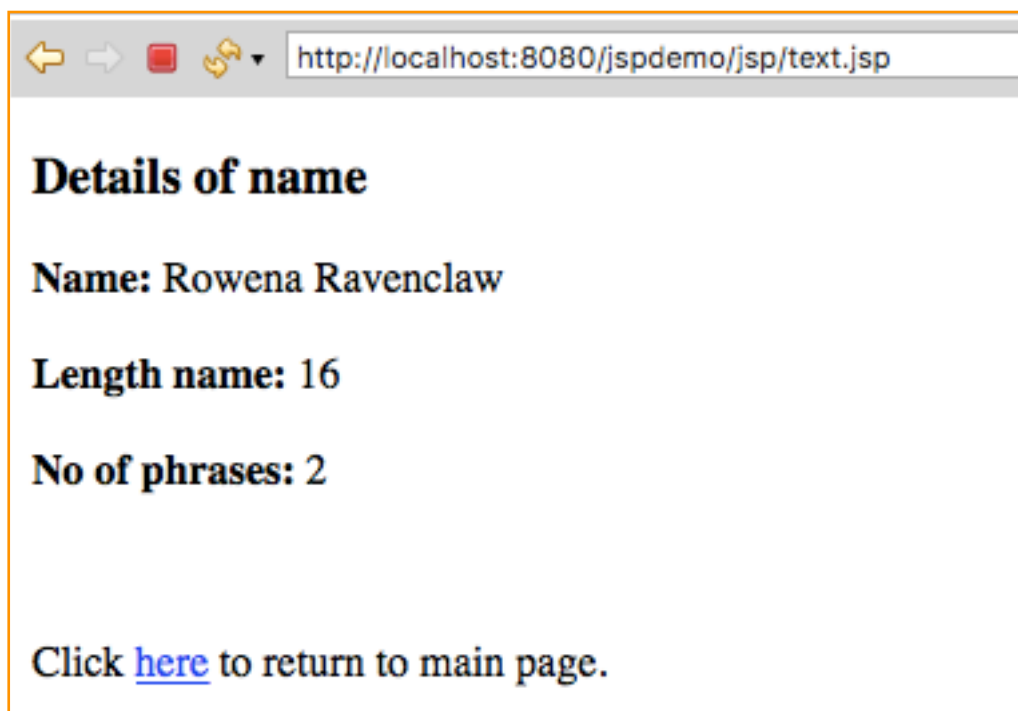 http://localhost:8080/jspdemo/jsp/text.jsp
Details of name
Name: Rowena Ravenclaw
Length name: 16
No of phrases: 2
Click here to return to main page.